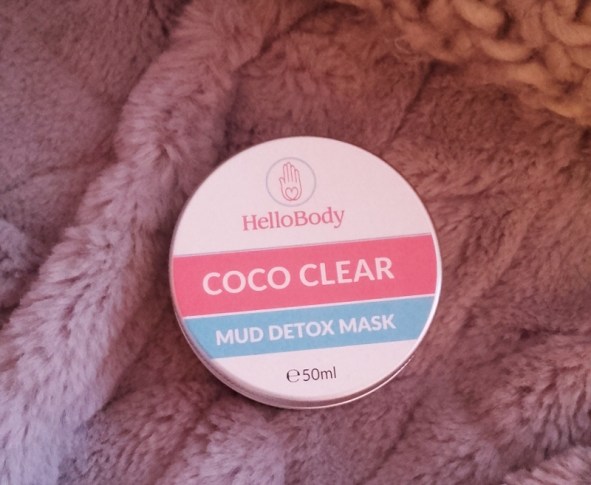 HelloBody
COCO CLEAR
MUD DETOX MASK
℮50ml